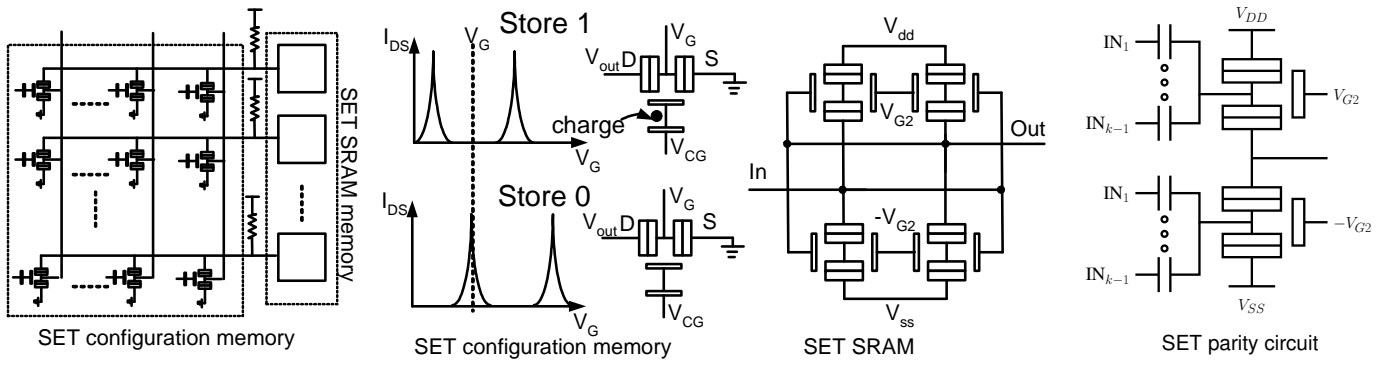 SET SRAM memory
SET configuration memory
Store 1
I_DS
V_G
V_G
V_out D
V_G
S
charge
V_CG
Store 0
I_DS
V_G
V_out D
V_G
S
V_CG
SET configuration memory
V_dd
V_G2
Out
In
-V_G2
V_ss
SET SRAM
V_DD
IN_1
V_G2
IN_{k-1}
IN_1
-V_G2
IN_{k-1}
V_SS
SET parity circuit